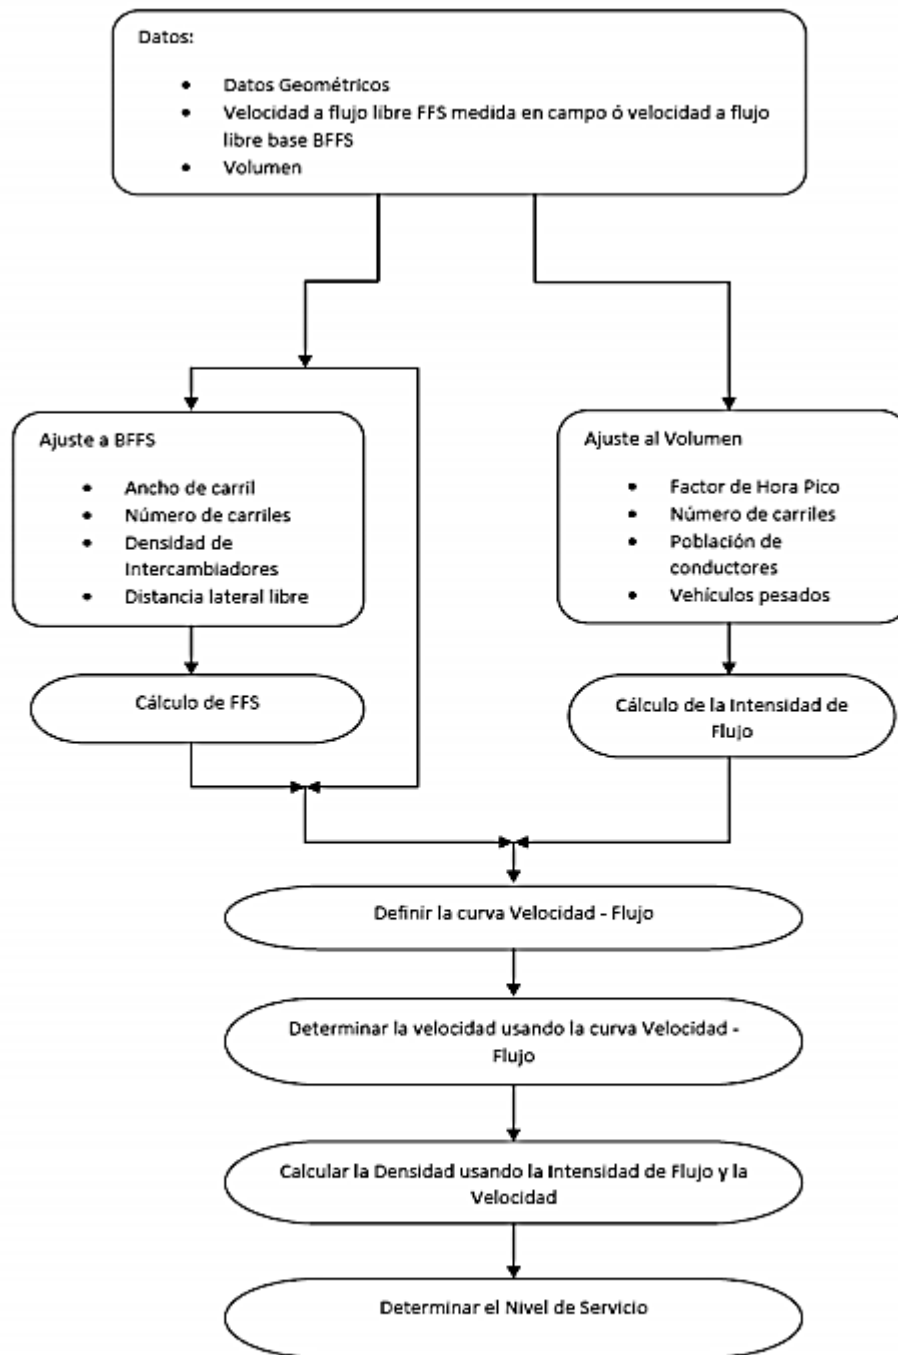 Datos:
• Datos Geométricos
• Velocidad a flujo libre FFS medida en campo ó velocidad a flujo
libre base BFFS
• Volumen
Ajuste a BFFS
• Ancho de carril
• Número de carriles
• Densidad de
Intercambiadores
• Distancia lateral libre
Ajuste al Volumen
• Factor de Hora Pico
• Número de carriles
• Población de
conductores
• Vehículos pesados
Cálculo de FFS
Cálculo de la Intensidad de
Flujo
Definir la curva Velocidad - Flujo
Determinar la velocidad usando la curva Velocidad -
Flujo
Calcular la Densidad usando la Intensidad de Flujo y la
Velocidad
Determinar el Nivel de Servicio